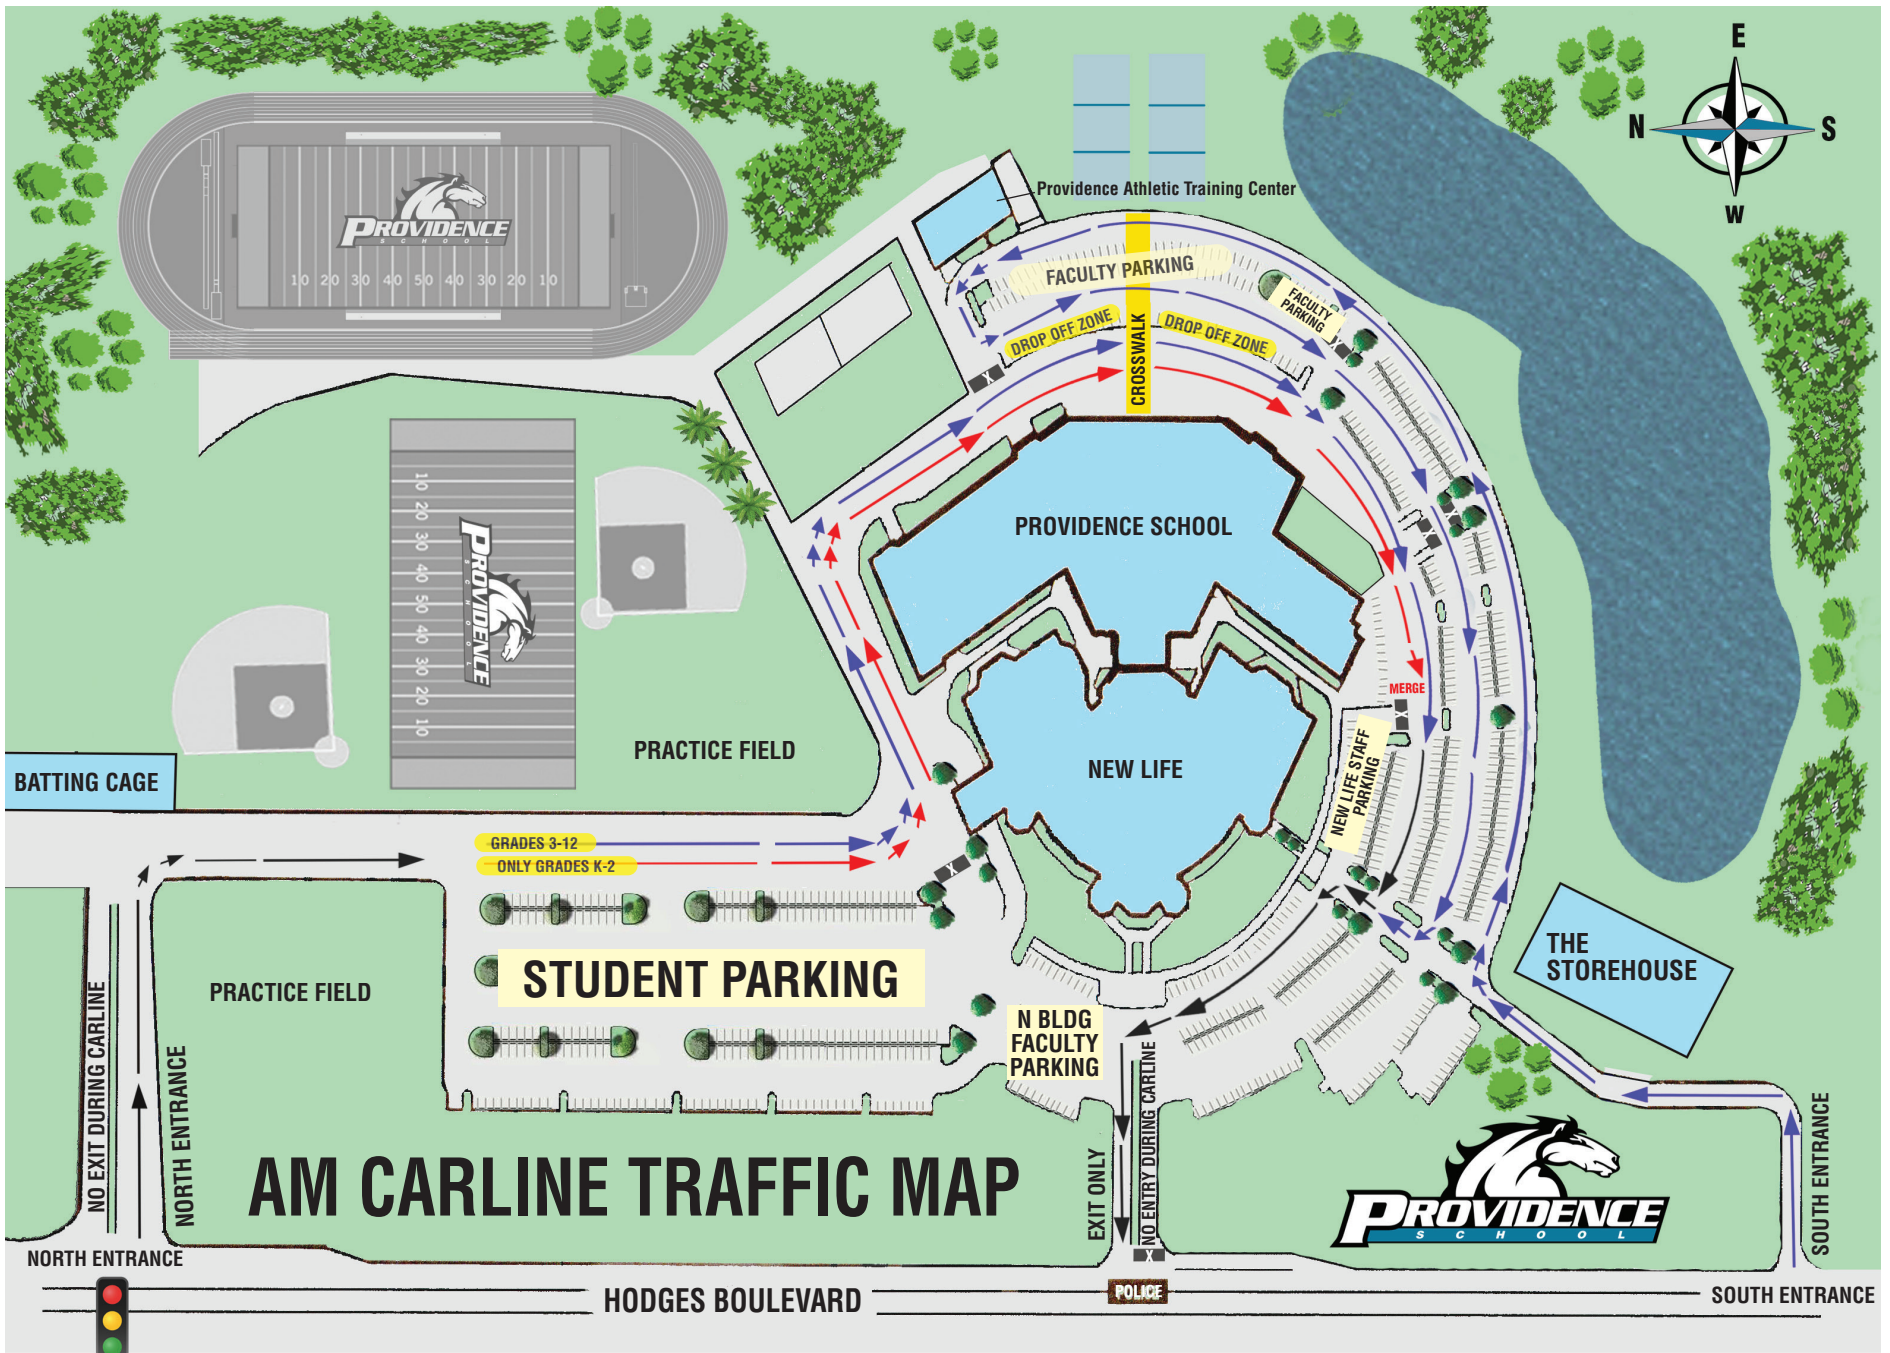 E
N
S
W
Providence Athletic Training Center
PROVIDENCE
SCHOOL
10 20 30 40 50 40 30 20 10
FACULTY PARKING
FACULTY
PARKING
DROP OFF ZONE
DROP OFF ZONE
CROSSWALK
X
X
10 20 30 40 50 40 30 20 10
PROVIDENCE
SCHOOL
PROVIDENCE SCHOOL
X
X
MERGE
X
NEW LIFE STAFF
PARKING
PRACTICE FIELD
NEW LIFE
BATTING CAGE
GRADES 3-12
ONLY GRADES K-2
X
THE
STOREHOUSE
STUDENT PARKING
PRACTICE FIELD
N BLDG
FACULTY
PARKING
NO EXIT DURING CARLINE
NORTH ENTRANCE
AM CARLINE TRAFFIC MAP
EXIT ONLY
NO ENTRY DURING CARLINE
X
PROVIDENCE
SCHOOL
SOUTH ENTRANCE
NORTH ENTRANCE
HODGES BOULEVARD
POLICE
SOUTH ENTRANCE